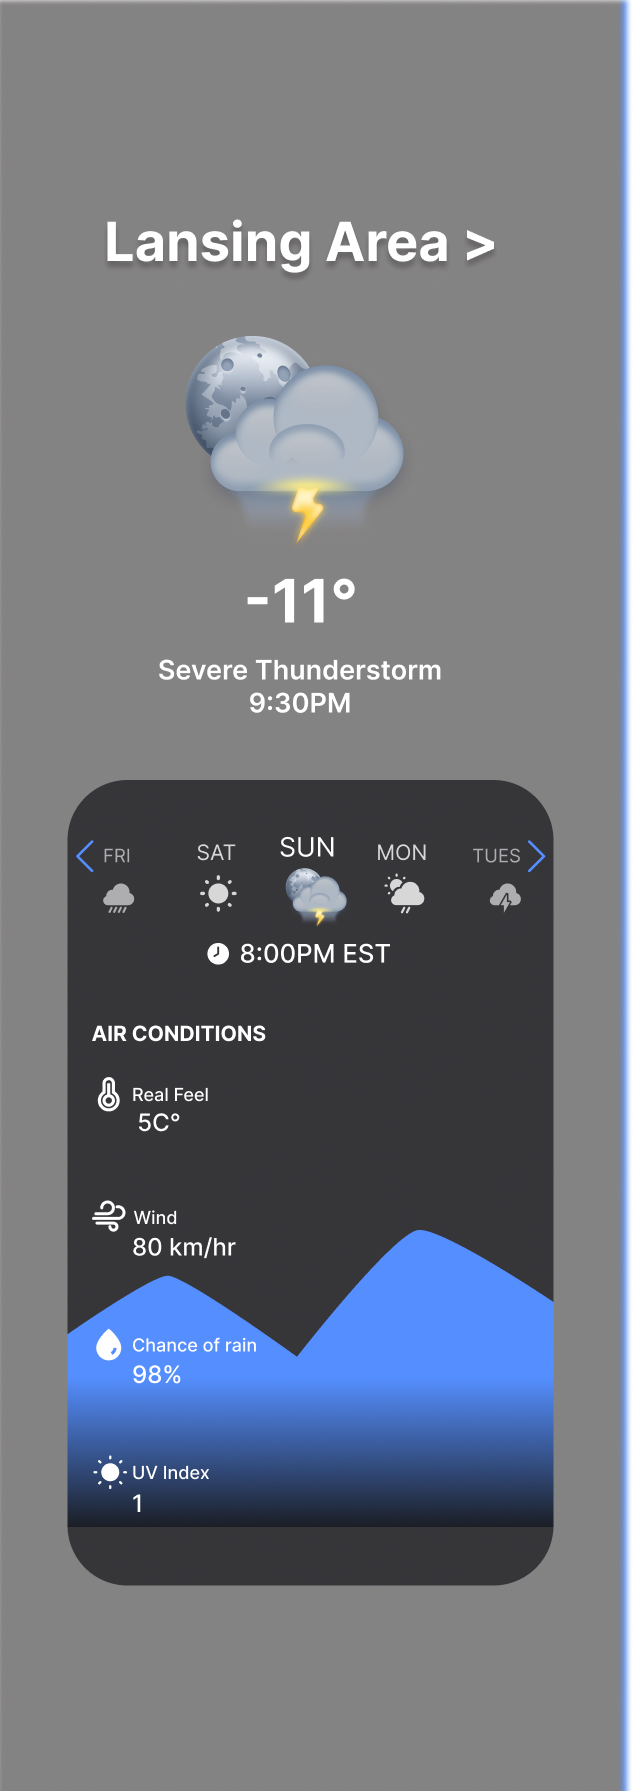 Lansing Area >
-11°
Severe Thunderstorm
9:30PM
FRI SAT SUN MON TUES
8:00PM EST
AIR CONDITIONS
Real Feel
5C°
Wind
80 km/hr
Chance of rain
98%
UV Index
1